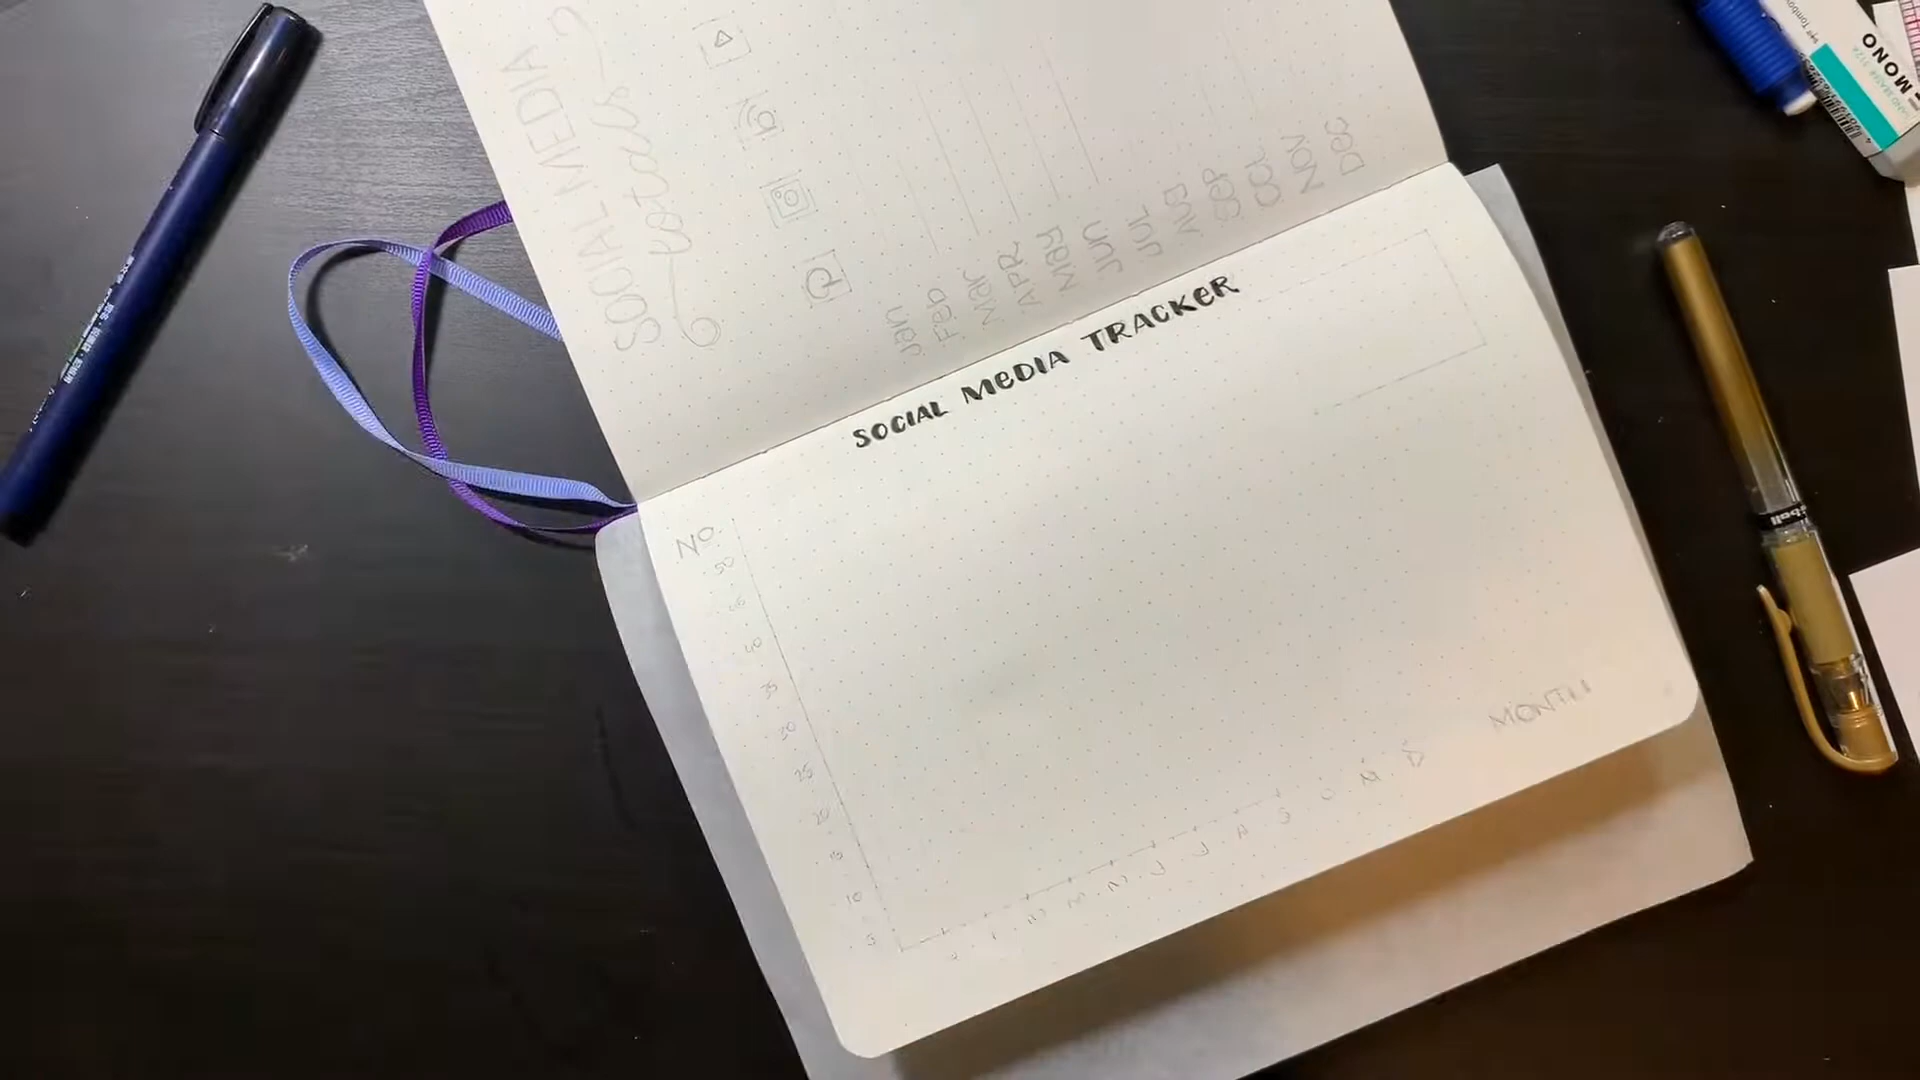 SOCIAL MEDIA
totals
Jan
Feb
Mar
APR
May
JUN
JUL
AUG
Sep
Oct
NOV
Dec
SOCIAL MEDIA TRACKER
NO.
50
45
40
35
30
25
20
15
10
5
J F M A M J J A S O N D
MONTH
MONO